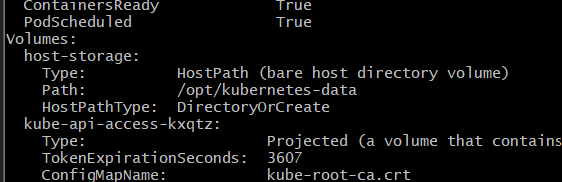 ContainersReady True
PodScheduled True
Volumes:
host-storage:
Type: HostPath (bare host directory volume)
Path: /opt/kubernetes-data
HostPathType: DirectoryOrCreate
kube-api-access-kxqtz:
Type: Projected (a volume that contains
TokenExpirationSeconds: 3607
ConfigMapName: kube-root-ca.crt